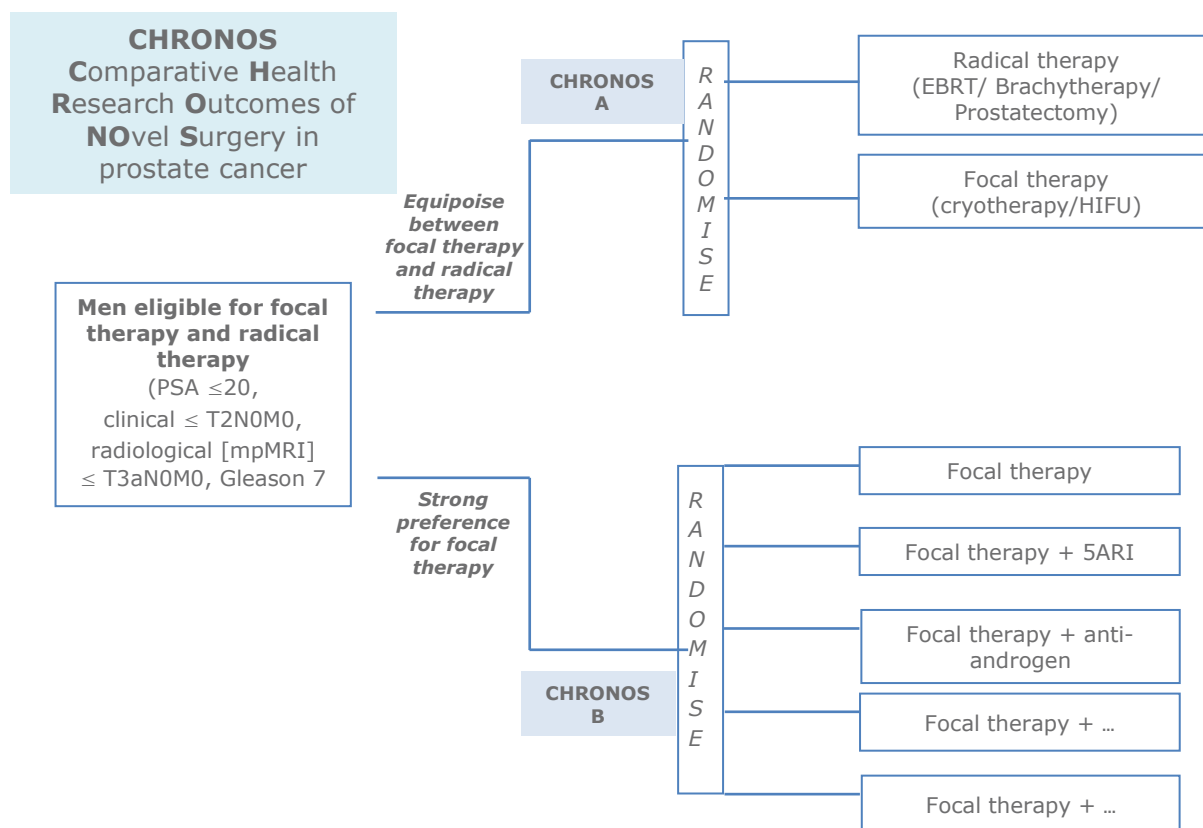 CHRONOS
Comparative Health
Research Outcomes of
NOvel Surgery in
prostate cancer
Equipoise
between
focal therapy
and radical
therapy
CHRONOS
A
R
A
N
D
O
M
I
S
E
Radical therapy
(EBRT/ Brachytherapy/
Prostatectomy)
Focal therapy
(cryotherapy/HIFU)
Men eligible for focal
therapy and radical
therapy
(PSA ≤20,
clinical ≤ T2N0M0,
radiological [mpMRI]
≤ T3aN0M0, Gleason 7
Strong
preference
for focal
therapy
CHRONOS
B
R
A
N
D
O
M
I
S
E
Focal therapy
Focal therapy + 5ARI
Focal therapy + anti-
androgen
Focal therapy + …
Focal therapy + …